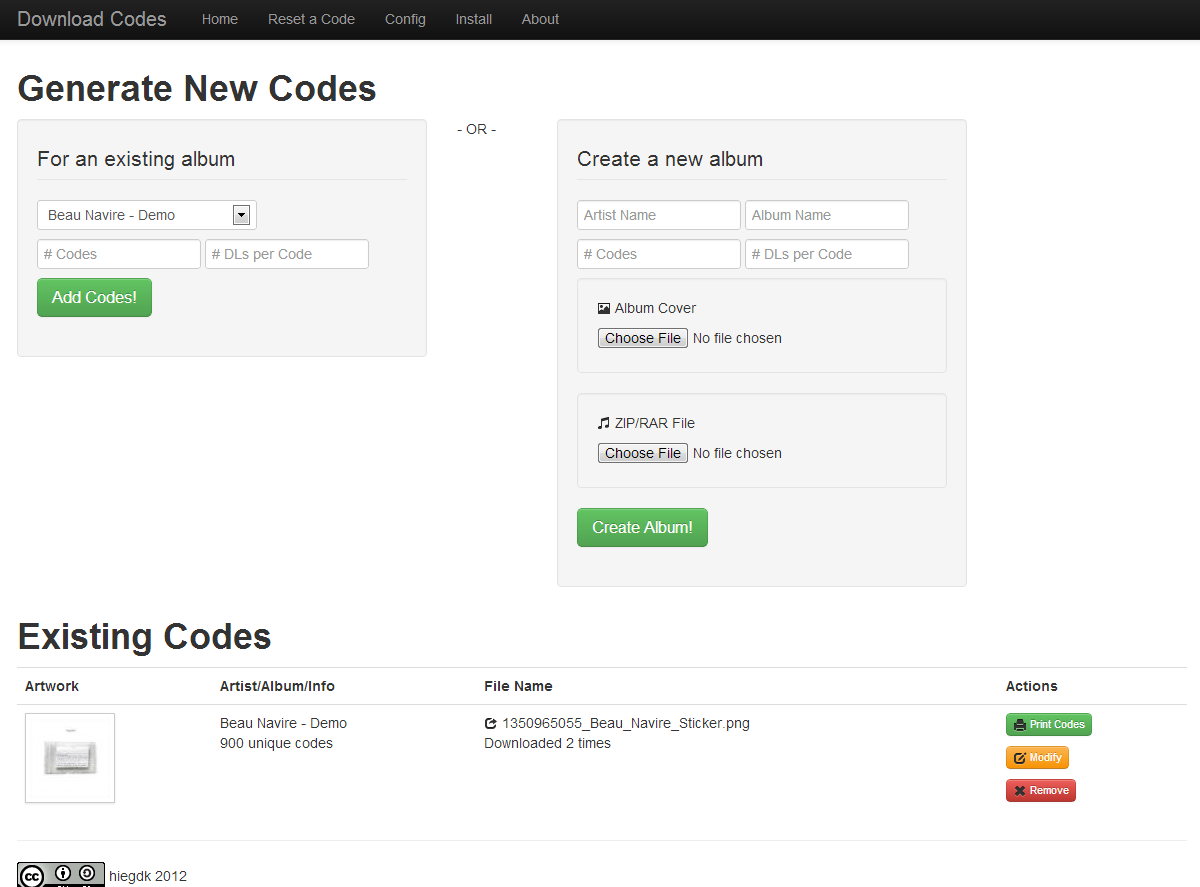 Download Codes Home Reset a Code Config Install About
Generate New Codes
For an existing album
Beau Navire - Demo
# Codes # DLs per Code
Add Codes!
- OR -
Create a new album
Artist Name Album Name
# Codes # DLs per Code
Album Cover
Choose File No file chosen
ZIP/RAR File
Choose File No file chosen
Create Album!
Existing Codes
Artwork Artist/Album/Info File Name Actions
Beau Navire - Demo 1350965055_Beau_Navire_Sticker.png Print Codes
900 unique codes Downloaded 2 times
Modify
Remove
cc hiegdk 2012